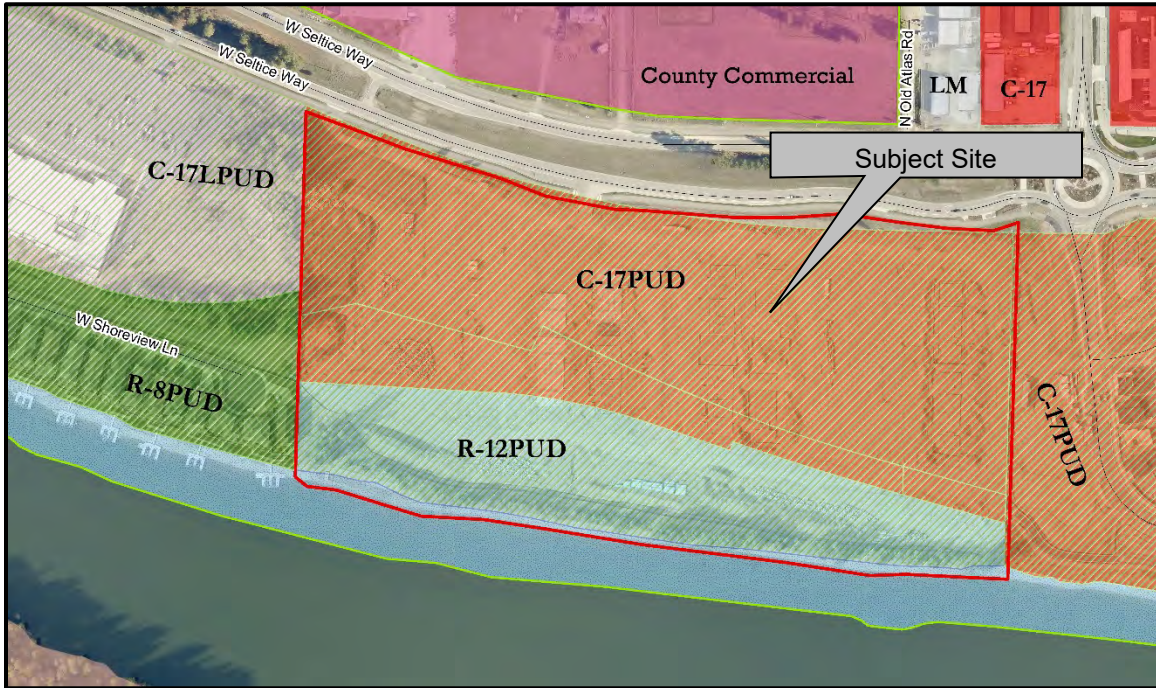 W Seltice Way
W Seltice Way
County Commercial
N Old Atlas Rd
LM
C-17
Subject Site
C-17LPUD
C-17PUD
W Shoreview Ln
R-8PUD
R-12PUD
C-17PUD